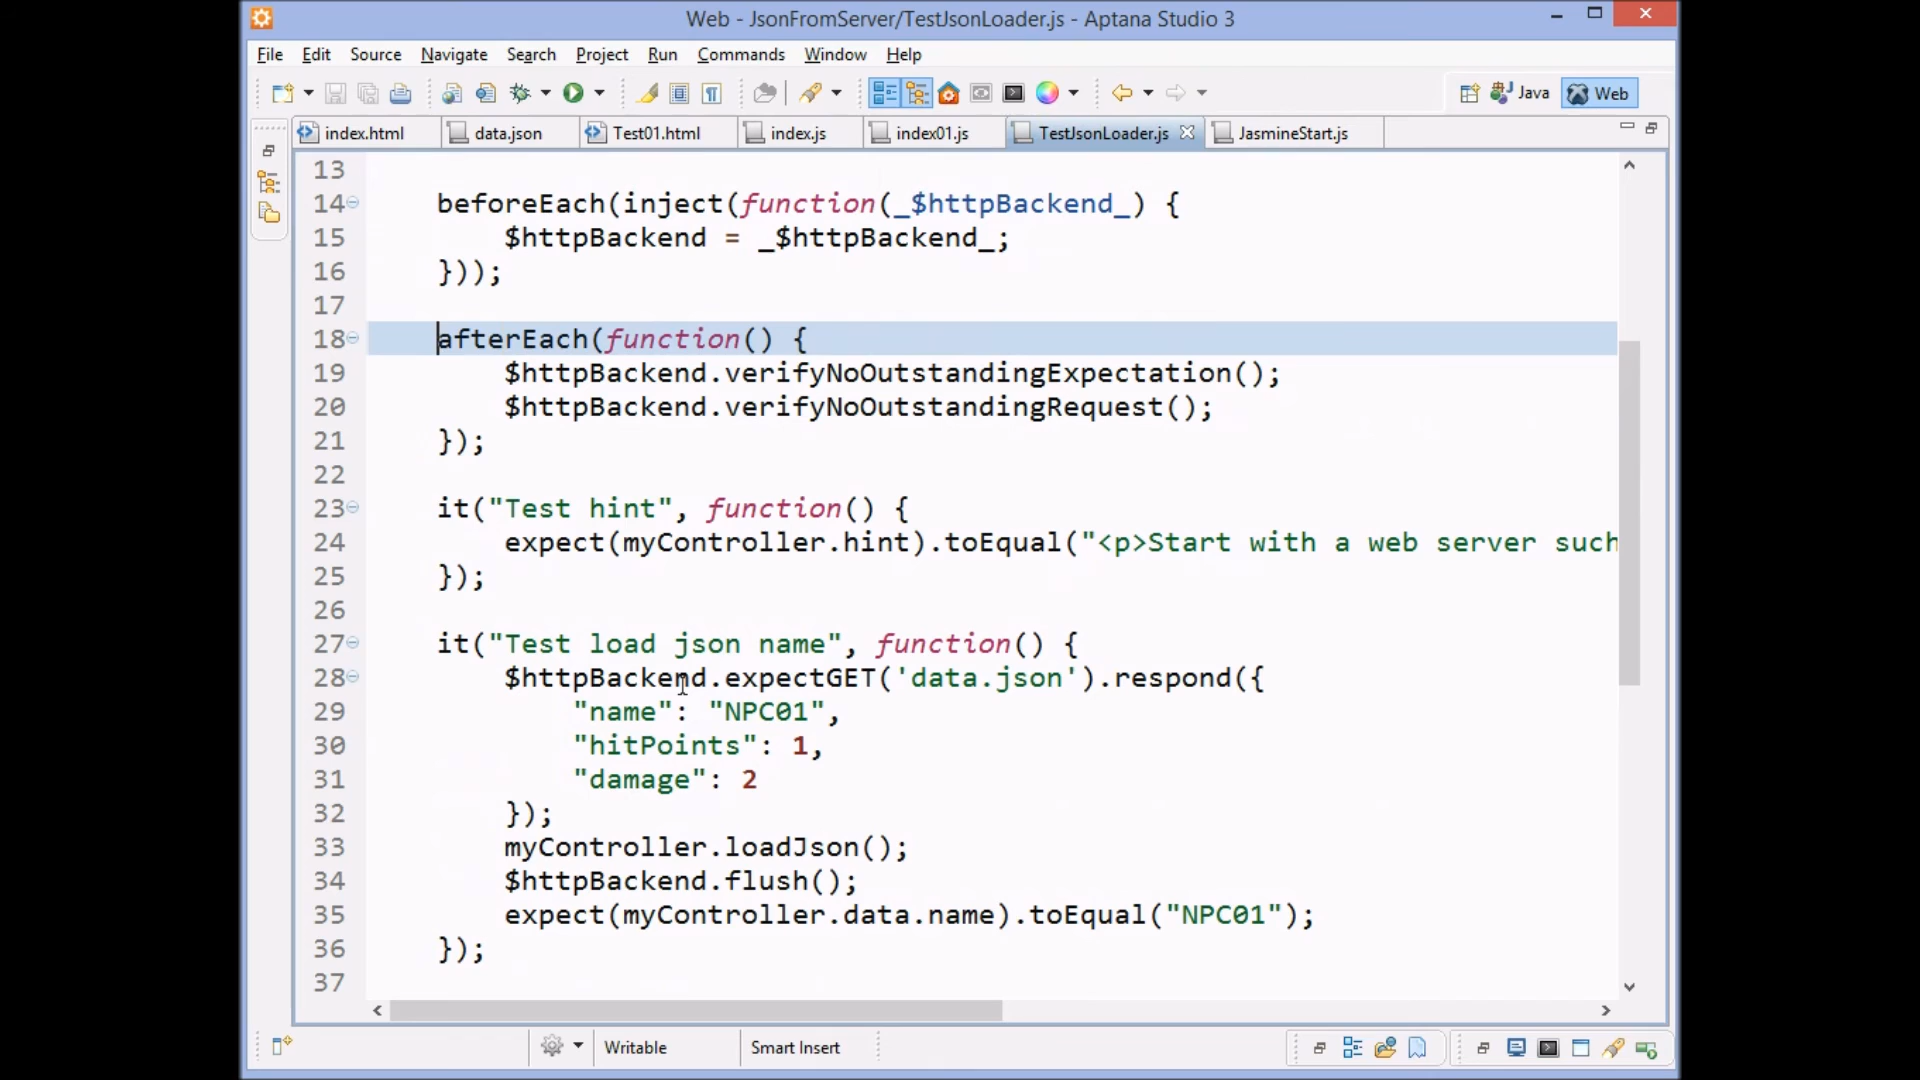 Web - JsonFromServer/TestJsonLoader.js - Aptana Studio 3
File Edit Source Navigate Search Project Run Commands Window Help
Java Web
index.html data.json Test01.html index.js index01.js TestJsonLoader.js JasmineStart.js
13
14 beforeEach(inject(function(_$httpBackend_) {
15 $httpBackend = _$httpBackend_;
16 }));
17
18 afterEach(function() {
19 $httpBackend.verifyNoOutstandingExpectation();
20 $httpBackend.verifyNoOutstandingRequest();
21 });
22
23 it("Test hint", function() {
24 expect(myController.hint).toEqual("<p>Start with a web server such
25 });
26
27 it("Test load json name", function() {
28 $httpBackend.expectGET('data.json').respond({
29 "name": "NPC01",
30 "hitPoints": 1,
31 "damage": 2
32 });
33 myController.loadJson();
34 $httpBackend.flush();
35 expect(myController.data.name).toEqual("NPC01");
36 });
37
Writable Smart Insert